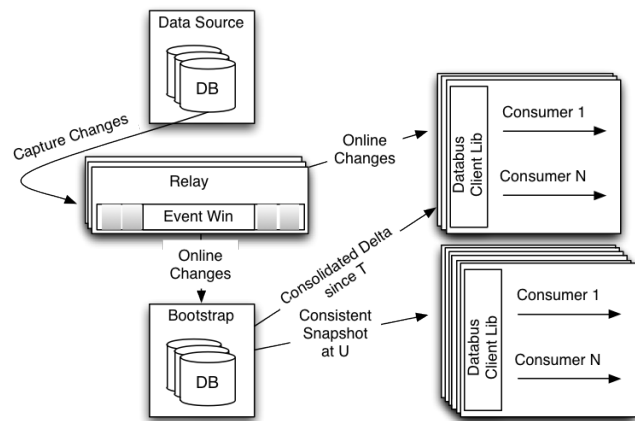 Data Source
DB
Capture Changes
Relay
Event Win
Online
Changes
Online
Changes
Bootstrap
DB
Consolidated Delta
since T
Consistent
Snapshot
at U
Databus
Client Lib
Consumer 1
Consumer N
Databus
Client Lib
Consumer 1
Consumer N